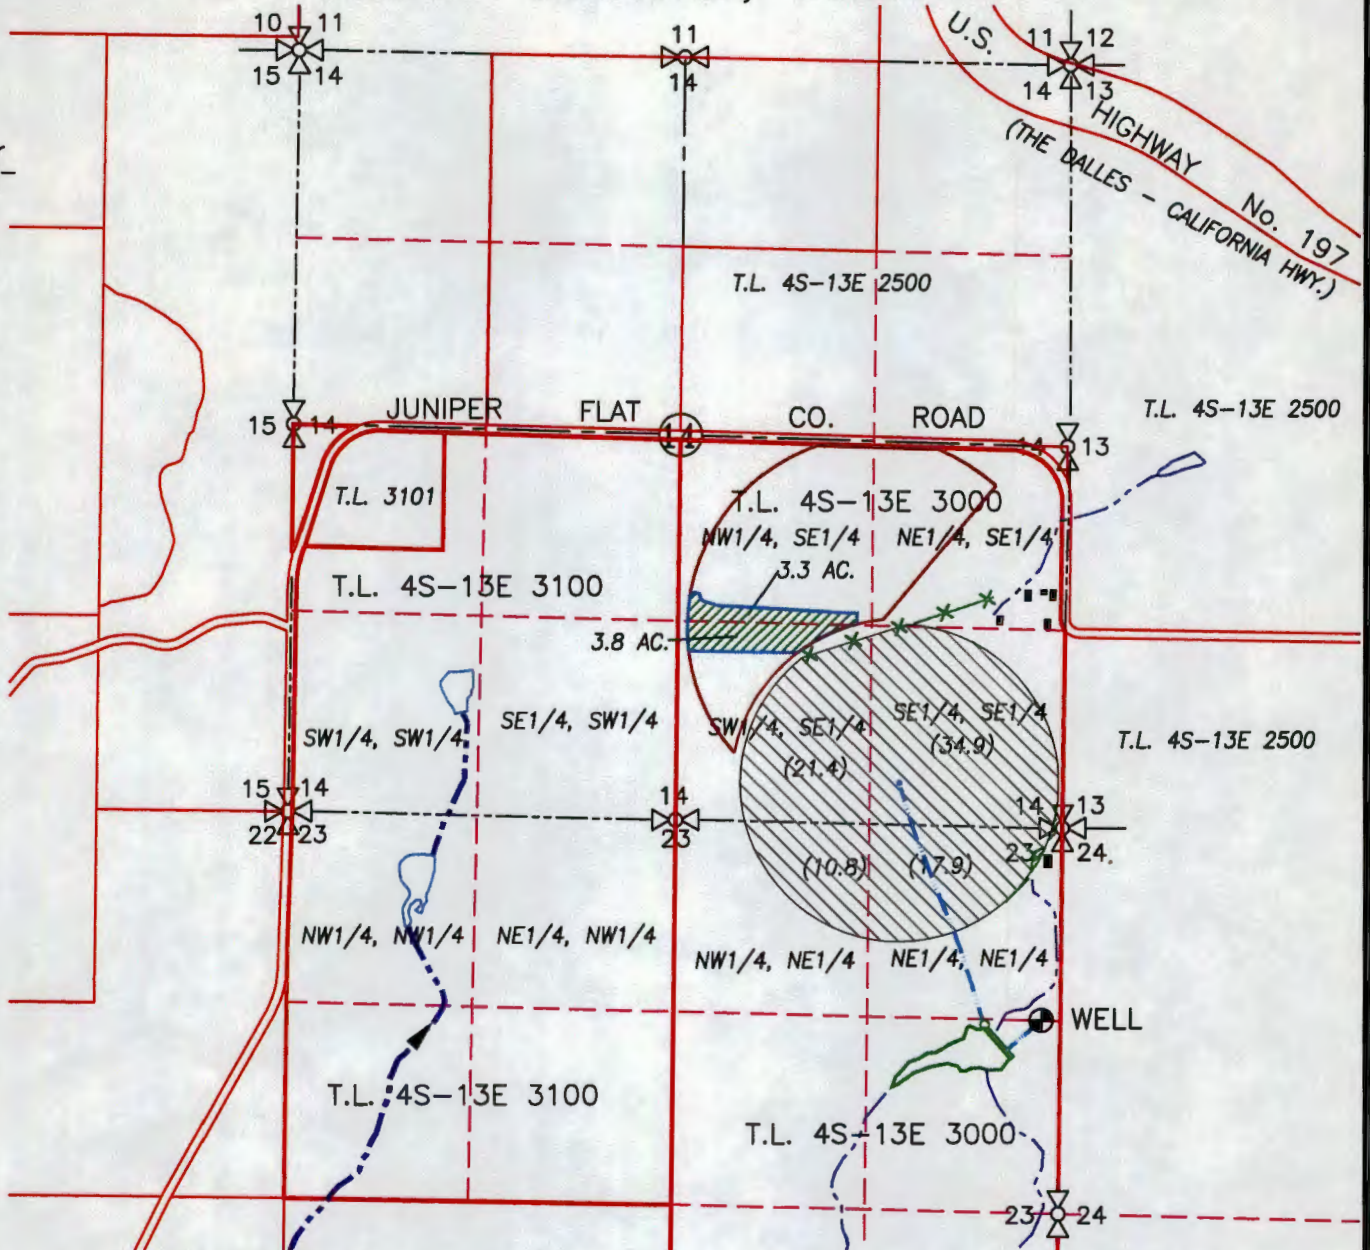 10 11
15 14
11
14
11 12
14 13
U.S.
HIGHWAY
No. 197
(THE DALLES - CALIFORNIA HWY.)
T.L. 4S-13E 2500
JUNIPER FLAT CO. ROAD
15 14
14
14 13
T.L. 4S-13E 2500
T.L. 3101
T.L. 4S-13E 3000
NW1/4, SE1/4
NE1/4, SE1/4
3.3 AC.
T.L. 4S-13E 3100
3.8 AC.
SW1/4, SW1/4
SE1/4, SW1/4
SW1/4, SE1/4
(21.4)
SE1/4, SE1/4
(34.9)
T.L. 4S-13E 2500
15 14
22 23
14
23
14 13
23 24
(10.8)
(17.9)
NW1/4, NW1/4
NE1/4, NW1/4
NW1/4, NE1/4
NE1/4, NE1/4
WELL
T.L. 4S-13E 3100
T.L. 4S-13E 3000
23 24